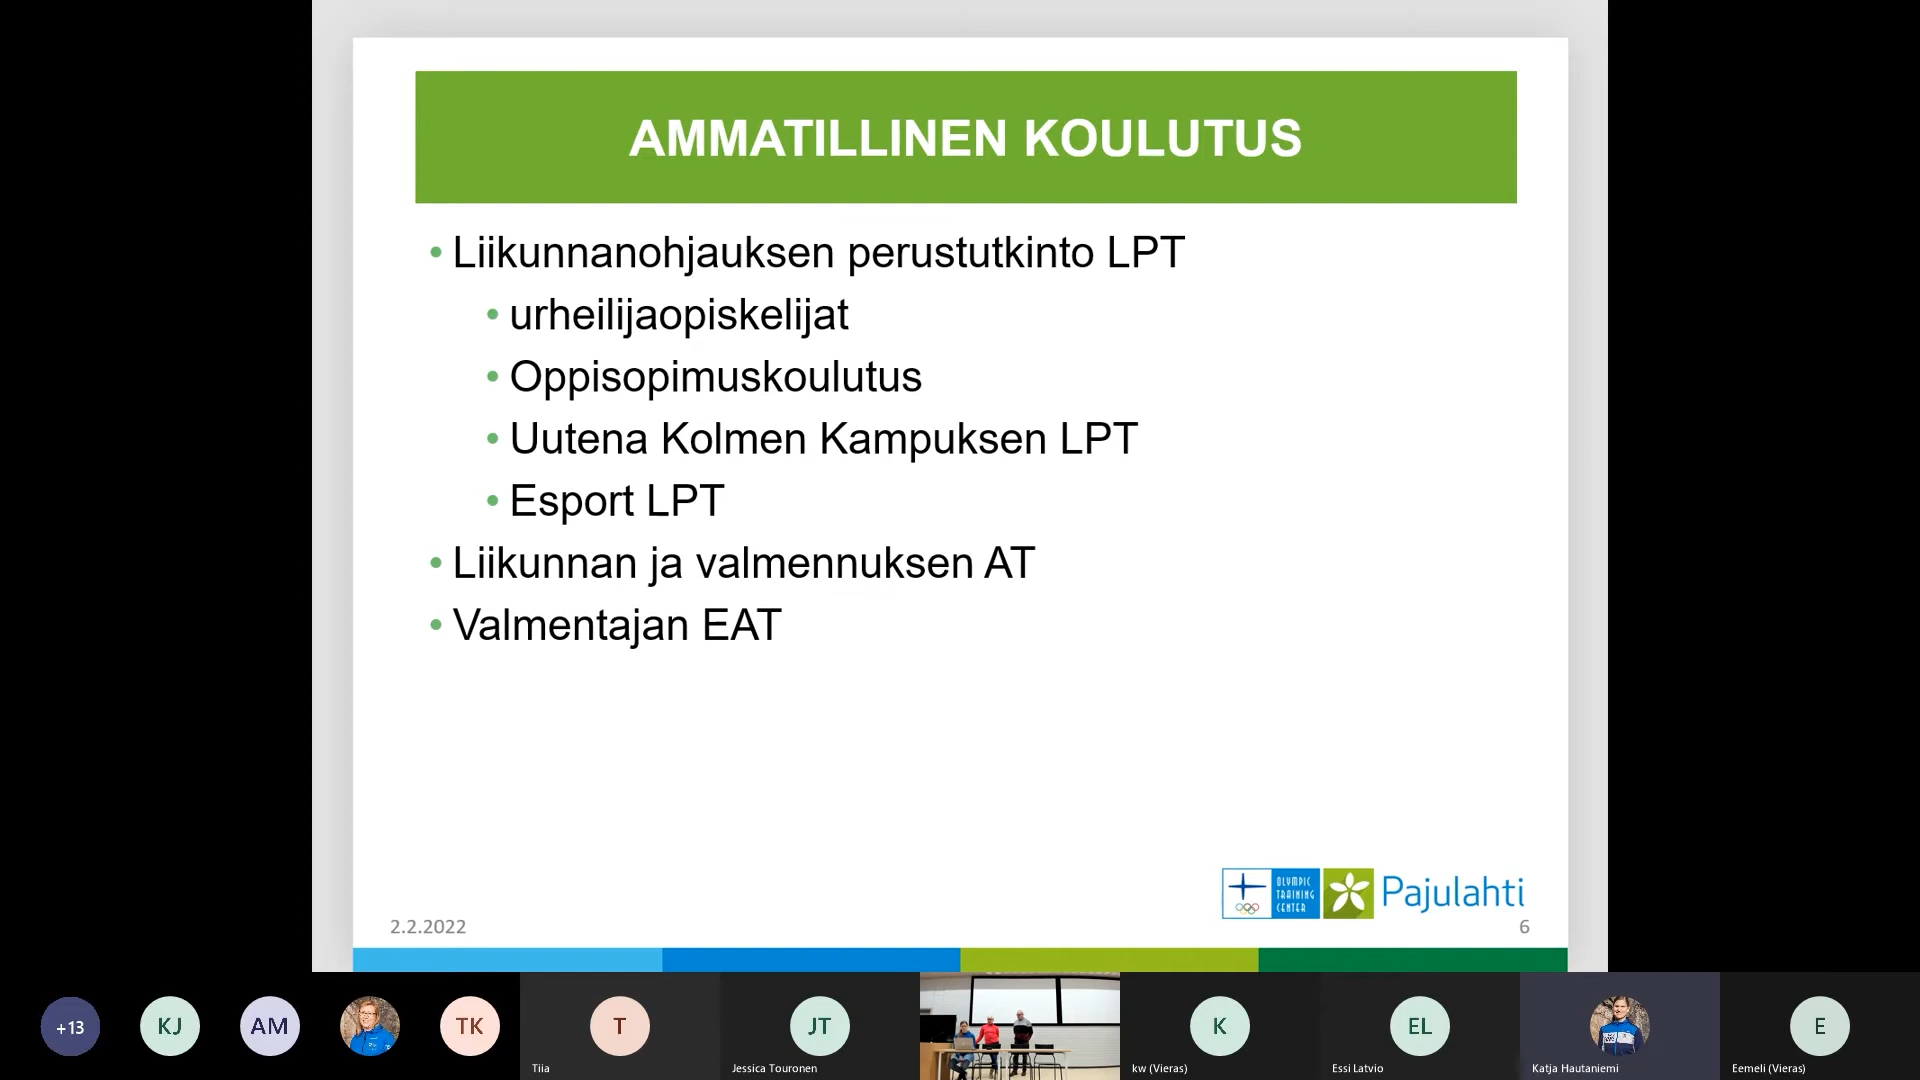 AMMATILLINEN KOULUTUS
• Liikunnanohjauksen perustutkinto LPT
• urheilijaopiskelijat
• Oppisopimuskoulutus
• Uutena Kolmen Kampuksen LPT
• Esport LPT
• Liikunnan ja valmennuksen AT
• Valmentajan EAT
OLYMPIC
TRAINING
CENTER
Pajulahti
2.2.2022
6
+13
KJ
AM
TK
T
JT
K
EL
E
Tiia
Jessica Touronen
kw (Vieras)
Essi Latvio
Katja Hautaniemi
Eemeli (Vieras)